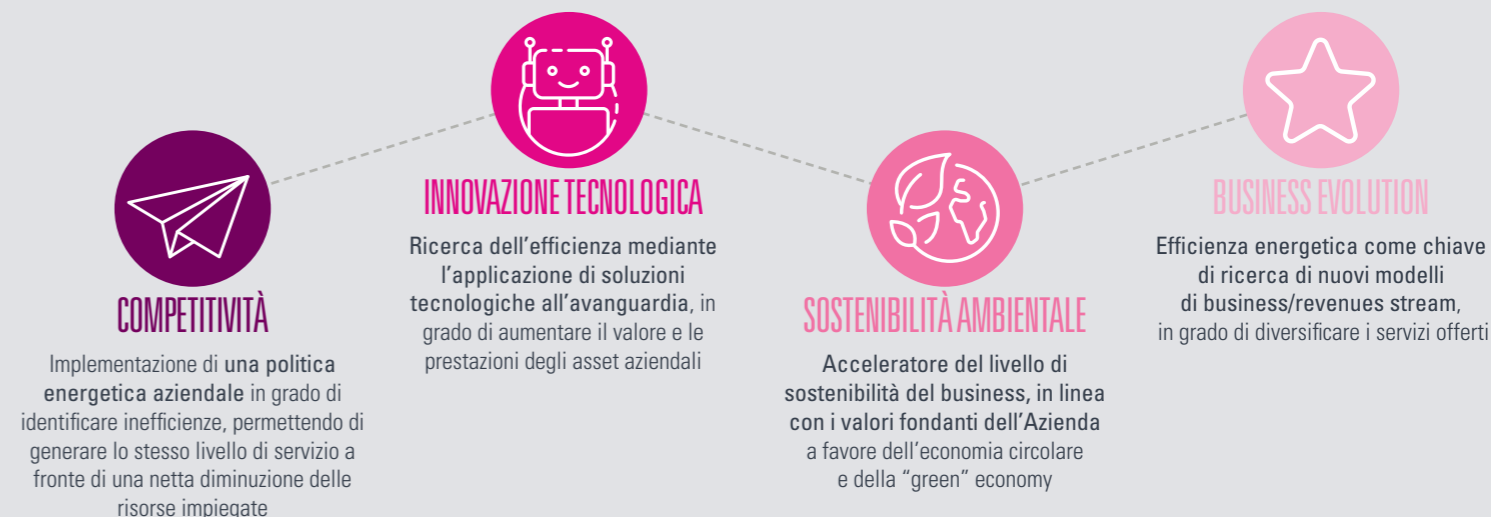 COMPETITIVITÀ
Implementazione di una politica
energetica aziendale in grado di
identificare inefficienze, permettendo di
generare lo stesso livello di servizio a
fronte di una netta diminuzione delle
risorse impiegate
INNOVAZIONE TECNOLOGICA
Ricerca dell'efficienza mediante
l'applicazione di soluzioni
tecnologiche all'avanguardia, in
grado di aumentare il valore e le
prestazioni degli asset aziendali
SOSTENIBILITÀ AMBIENTALE
Acceleratore del livello di
sostenibilità del business, in linea
con i valori fondanti dell'Azienda
a favore dell'economia circolare
e della “green” economy
BUSINESS EVOLUTION
Efficienza energetica come chiave
di ricerca di nuovi modelli
di business/revenues stream,
in grado di diversificare i servizi offerti